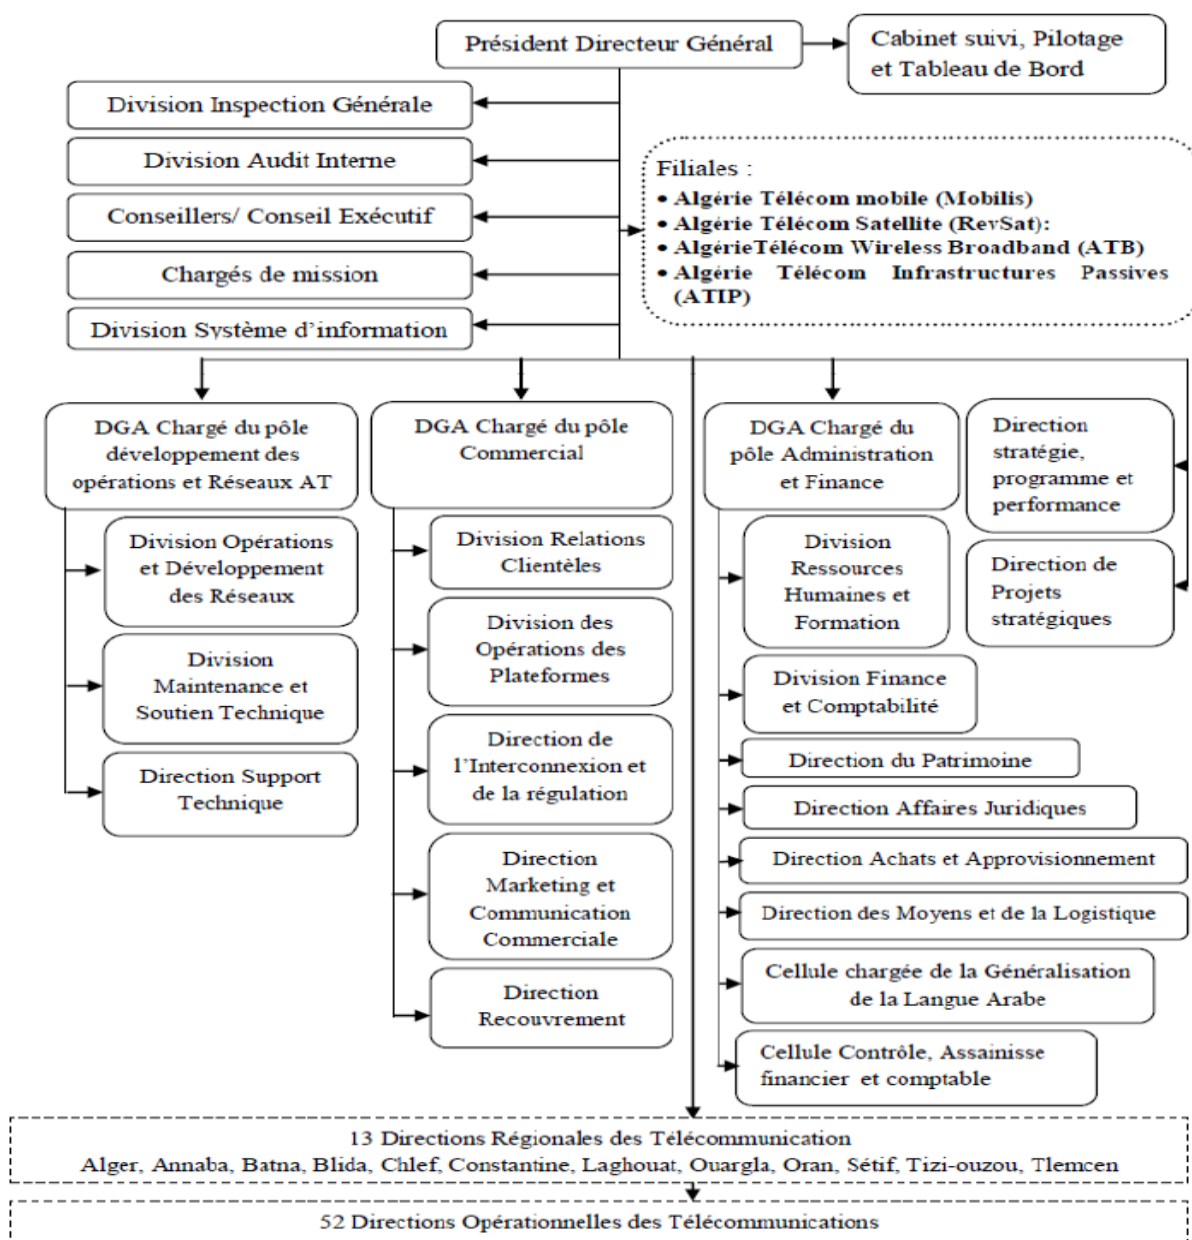 Président Directeur Général
Cabinet suivi, Pilotage
et Tableau de Bord
Division Inspection Générale
Division Audit Interne
Conseillers/ Conseil Exécutif
Chargés de mission
Division Système d'information
Filiales :
• Algérie Télécom mobile (Mobilis)
• Algérie Télécom Satellite (RevSat):
• AlgérieTélécom Wireless Broadband (ATB)
• Algérie Télécom Infrastructures Passives
(ATIP)
DGA Chargé du pôle
développement des
opérations et Réseaux AT
Division Opérations
et Développement
des Réseaux
Division
Maintenance et
Soutien Technique
Direction Support
Technique
DGA Chargé du pôle
Commercial
Division Relations
Clientèles
Division des
Opérations des
Plateformes
Direction de
l'Interconnexion et
de la régulation
Direction
Marketing et
Communication
Commerciale
Direction
Recouvrement
DGA Chargé du
pôle Administration
et Finance
Division
Ressources
Humaines et
Formation
Division Finance
et Comptabilité
Direction du Patrimoine
Direction Affaires Juridiques
Direction Achats et Approvisionnement
Direction des Moyens et de la Logistique
Cellule chargée de la Généralisation
de la Langue Arabe
Cellule Contrôle, Assainisse
financier et comptable
Direction
stratégie,
programme et
performance
Direction de
Projets
stratégiques
13 Directions Régionales des Télécommunication
Alger, Annaba, Batna, Blida, Chlef, Constantine, Laghouat, Ouargla, Oran, Sétif, Tizi-ouzou, Tlemcen
52 Directions Opérationnelles des Télécommunications